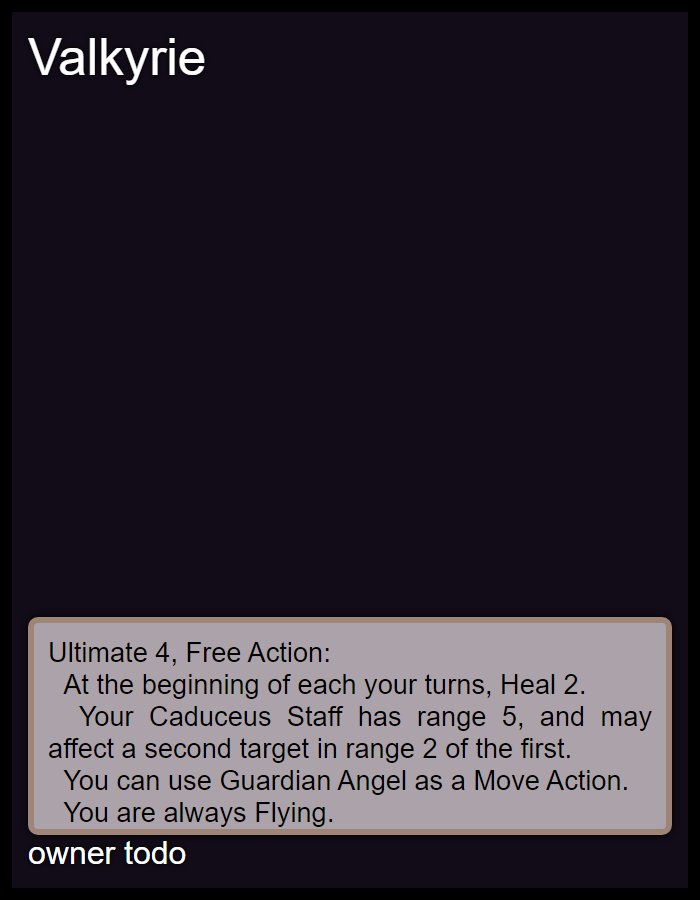 Valkyrie
Ultimate 4, Free Action:
At the beginning of each your turns, Heal 2.
Your Caduceus Staff has range 5, and may
affect a second target in range 2 of the first.
You can use Guardian Angel as a Move Action.
You are always Flying.
owner todo